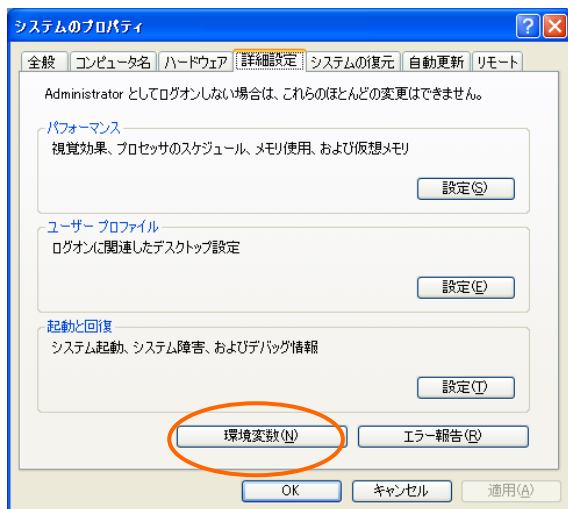 システムのプロパティ
全般 コンピュータ名 ハードウェア 詳細設定 システムの復元 自動更新 リモート
Administrator としてログオンしない場合は、これらのほとんどの変更はできません。
パフォーマンス
視覚効果、プロセッサのスケジュール、メモリ使用、および仮想メモリ
設定(S)
ユーザー プロファイル
ログオンに関連したデスクトップ設定
設定(E)
起動と回復
システム起動、システム障害、およびデバッグ情報
設定(T)
環境変数(N) エラー報告(R)
OK キャンセル 適用(A)